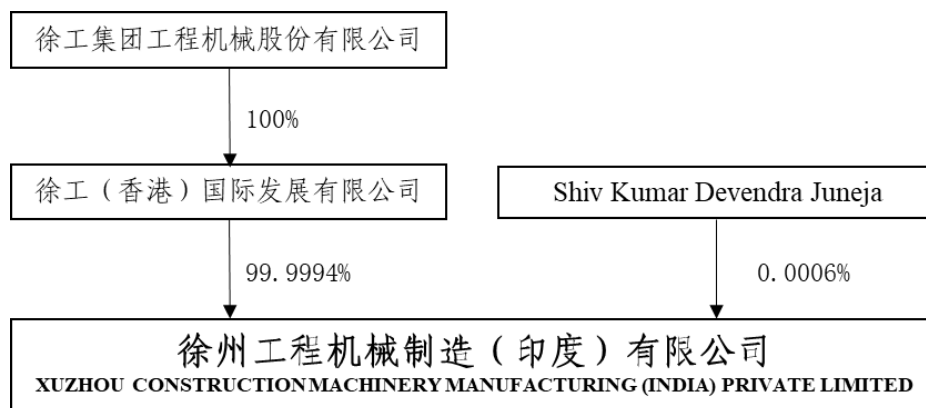 徐工集团工程机械股份有限公司
100%
徐工（香港）国际发展有限公司
Shiv Kumar Devendra Juneja
99.9994%
0.0006%
徐州工程机械制造（印度）有限公司
XUZHOU CONSTRUCTION MACHINERY MANUFACTURING (INDIA) PRIVATE LIMITED